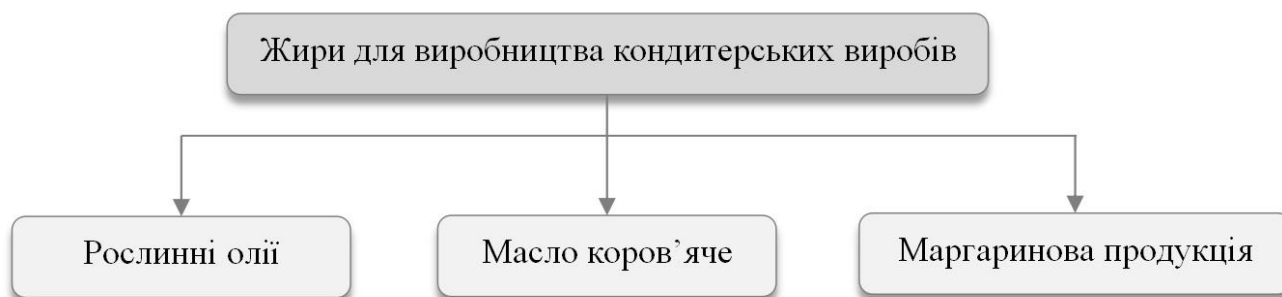 Жири для виробництва кондитерських виробів
Рослинні олії
Масло коров’яче
Маргаринова продукція